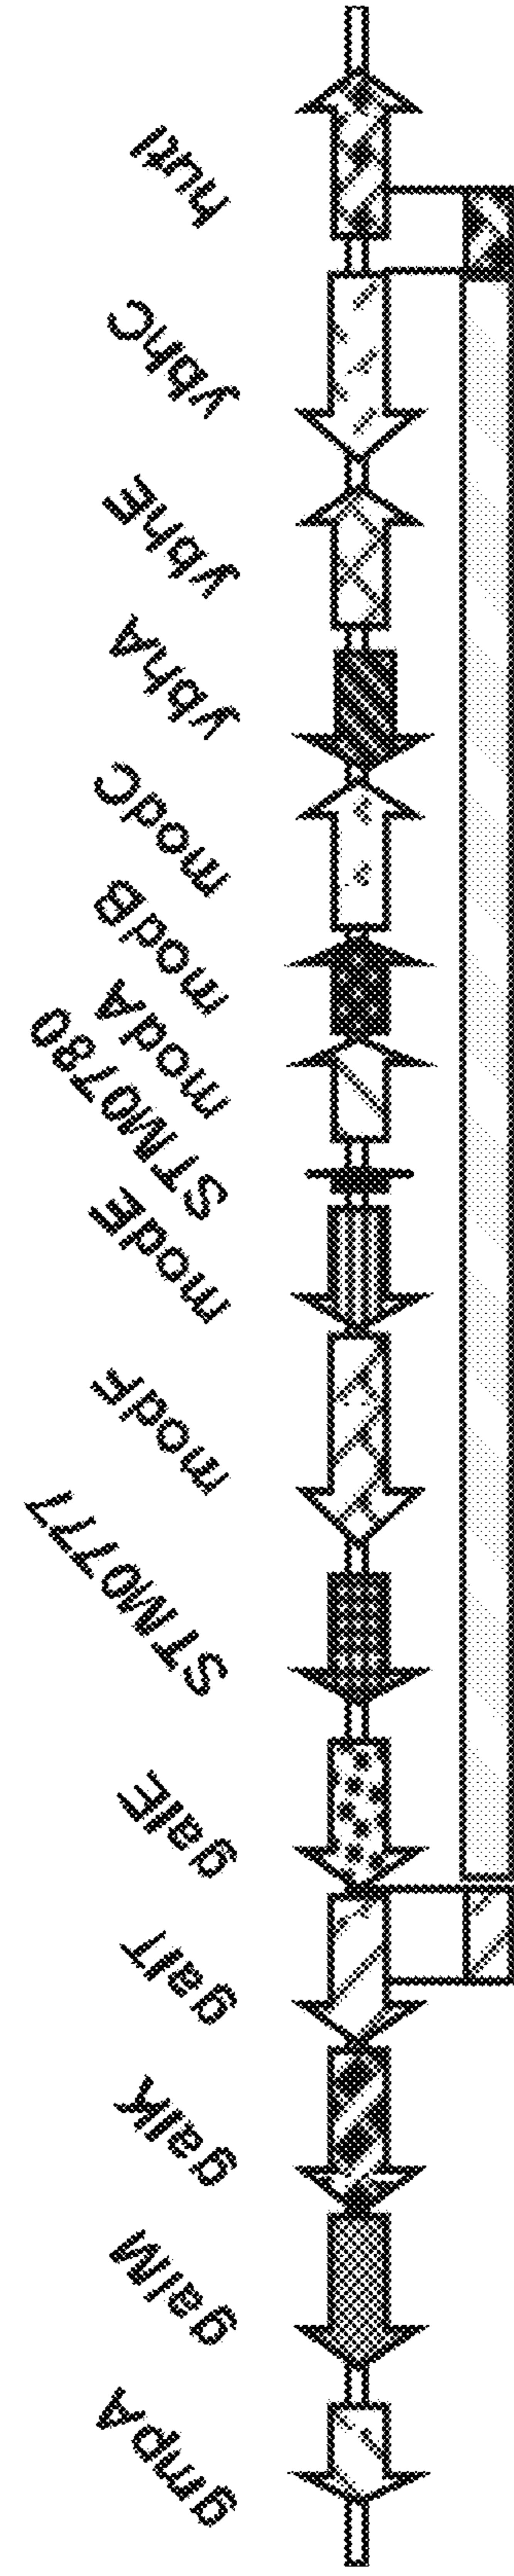 gmpA
galM
galK
galT
galE
STM0777
modF
modE
STM0780
modA
modB
modC
ybhA
ybhE
ybhC
hutI